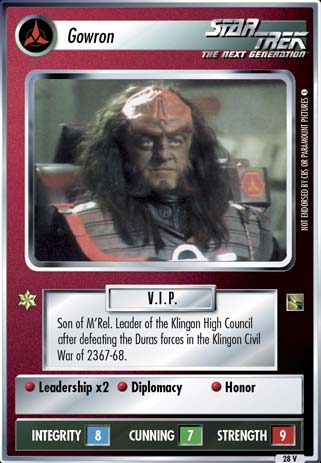 Gowron
STAR TREK
THE NEXT GENERATION
NOT ENDORSED BY CBS OR PARAMOUNT PICTURES
V.I.P.
Son of M'Rel. Leader of the Klingon High Council
after defeating the Duras forces in the Klingon Civil
War of 2367-68.
Leadership x2 Diplomacy Honor
INTEGRITY 8 CUNNING 7 STRENGTH 9
28 V